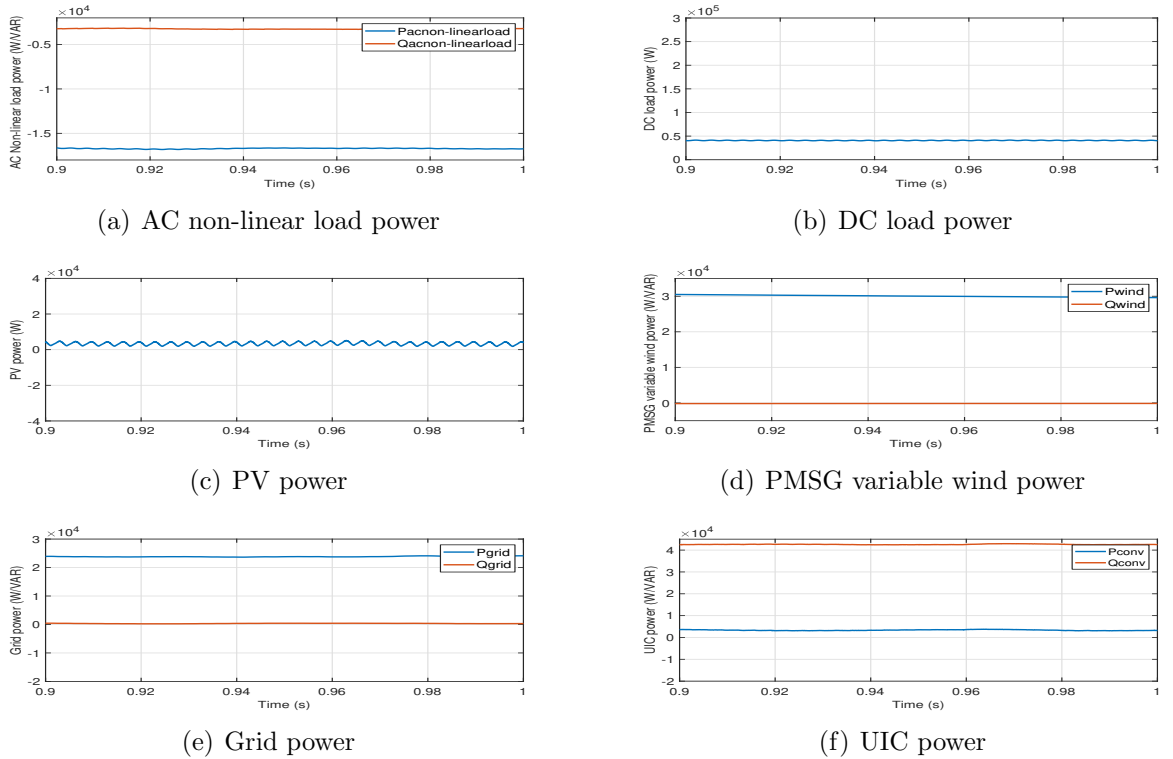 ×10⁴
AC Non-linear load power (W/VAR)
-0.5
-1
-1.5
Pacnon-linearload
Qacnon-linearload
0.9 0.92 0.94 0.96 0.98 1
Time (s)
(a) AC non-linear load power
×10⁵
DC load power (W)
3
2.5
2
1.5
1
0.5
0
0.9 0.92 0.94 0.96 0.98 1
Time (s)
(b) DC load power
×10⁴
PV power (W)
4
2
0
-2
-4
0.9 0.92 0.94 0.96 0.98 1
Time (s)
(c) PV power
×10⁴
PMSG variable wind power (W/VAR)
3
2
1
0
Pwind
Qwind
0.9 0.92 0.94 0.96 0.98 1
Time (s)
(d) PMSG variable wind power
×10⁴
Grid power (W/VAR)
3
2
1
0
-1
-2
Pgrid
Qgrid
0.9 0.92 0.94 0.96 0.98 1
Time (s)
(e) Grid power
×10⁴
UIC power (W/VAR)
4
3
2
1
0
-1
-2
Pconv
Qconv
0.9 0.92 0.94 0.96 0.98 1
Time (s)
(f) UIC power